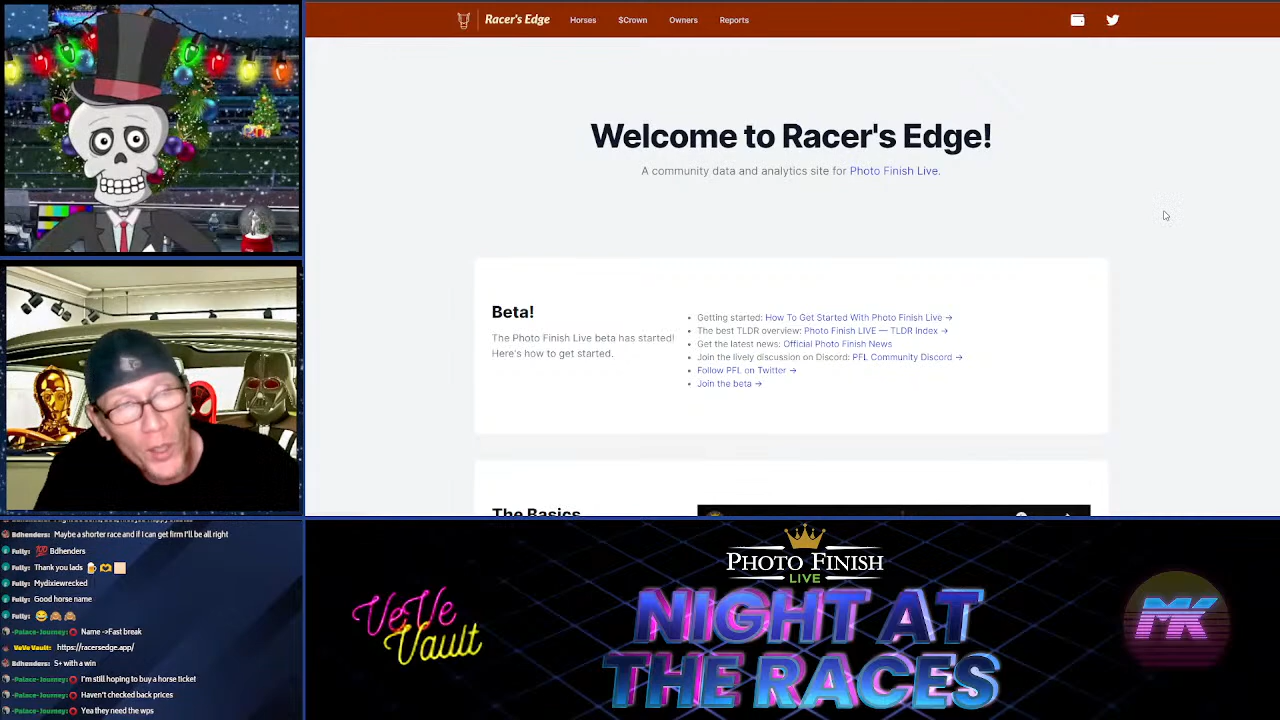 Racer's Edge
Horses
$Crown
Owners
Reports
Welcome to Racer's Edge!
A community data and analytics site for Photo Finish Live.
Beta!
The Photo Finish Live beta has started!
Here's how to get started.
Getting started: How To Get Started With Photo Finish Live →
The best TLDR overview: Photo Finish LIVE — TLDR Index →
Get the latest news: Official Photo Finish News
Join the lively discussion on Discord: PFL Community Discord →
Follow PFL on Twitter →
Join the beta →
The Basics
Bdhenders: Maybe a shorter race and if I can get firm I'll be all right
Fully: 💯 Bdhenders
Fully: Thank you lads
Fully: Mydixiewrecked
Fully: Good horse name
Fully: 😂🙈🙈
-Palace-Journey: Name ->Fast break
VeVe Vault: https://racersedge.app/
Bdhenders: 5+ with a win
-Palace-Journey: I'm still hoping to buy a horse ticket
-Palace-Journey: Haven't checked back prices
-Palace-Journey: Yea they need the wps
VeVe
Vault
PHOTO FINISH
LIVE
NIGHT AT
THE RACES
MK